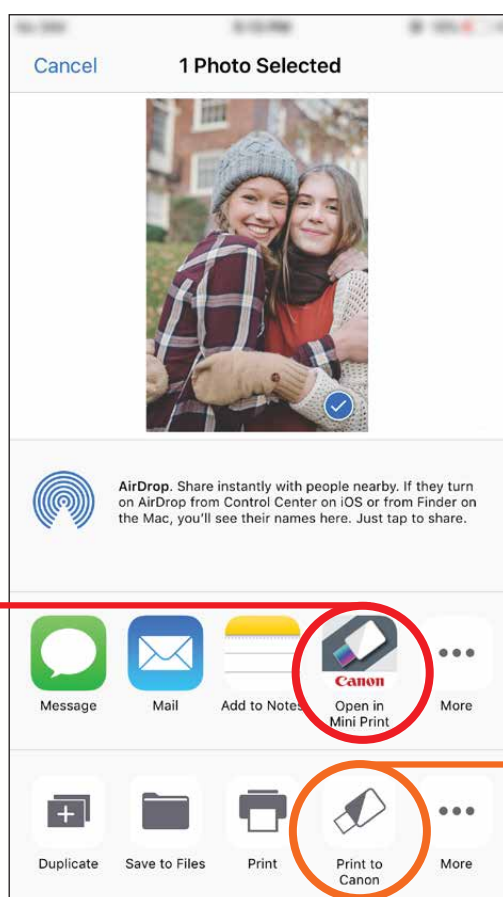 Cancel
1 Photo Selected
AirDrop. Share instantly with people nearby. If they turn
on AirDrop from Control Center on iOS or from Finder on
the Mac, you'll see their names here. Just tap to share.
Canon
Message
Mail
Add to Notes
Open in
Mini Print
More
Duplicate
Save to Files
Print
Print to
Canon
More